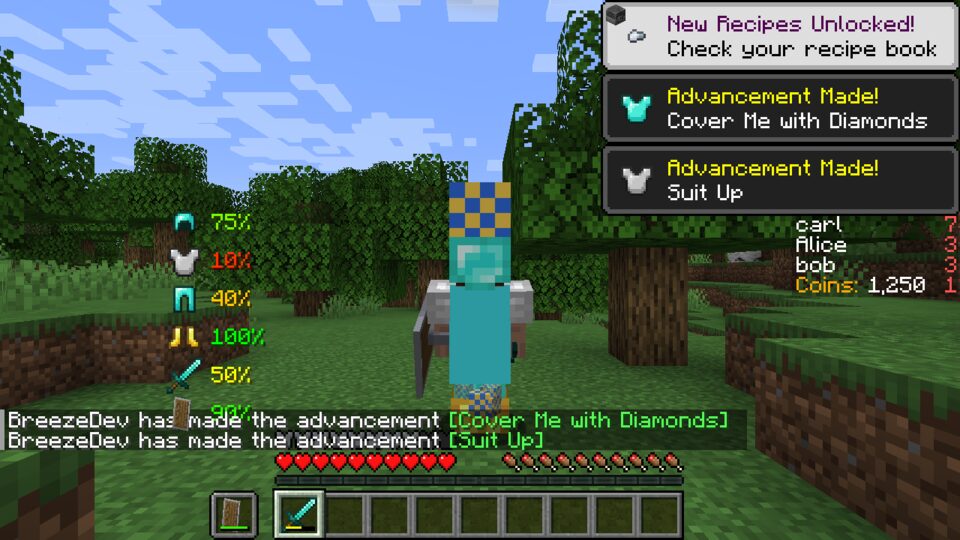 New Recipes Unlocked!
Check your recipe book
Advancement Made!
Cover Me with Diamonds
Advancement Made!
Suit Up
carl 7
Alice 3
bob 3
Coins: 1,250 1
75%
10%
40%
100%
50%
90%
BreezeDev has made the advancement [Cover Me with Diamonds]
BreezeDev has made the advancement [Suit Up]